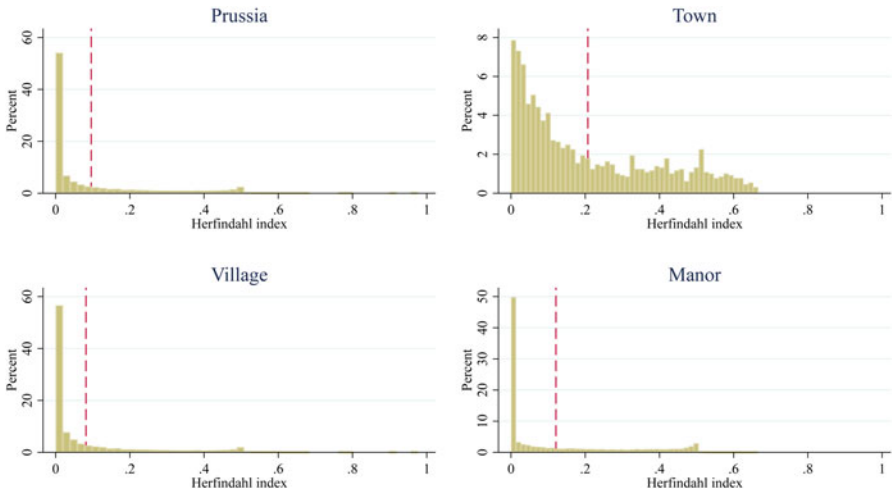 Prussia
Percent
60
40
20
0
0 .2 .4 .6 .8 1
Herfindahl index
Town
Percent
8
6
4
2
0
0 .2 .4 .6 .8 1
Herfindahl index
Village
Percent
60
40
20
0
0 .2 .4 .6 .8 1
Herfindahl index
Manor
Percent
50
40
30
20
10
0
0 .2 .4 .6 .8 1
Herfindahl index